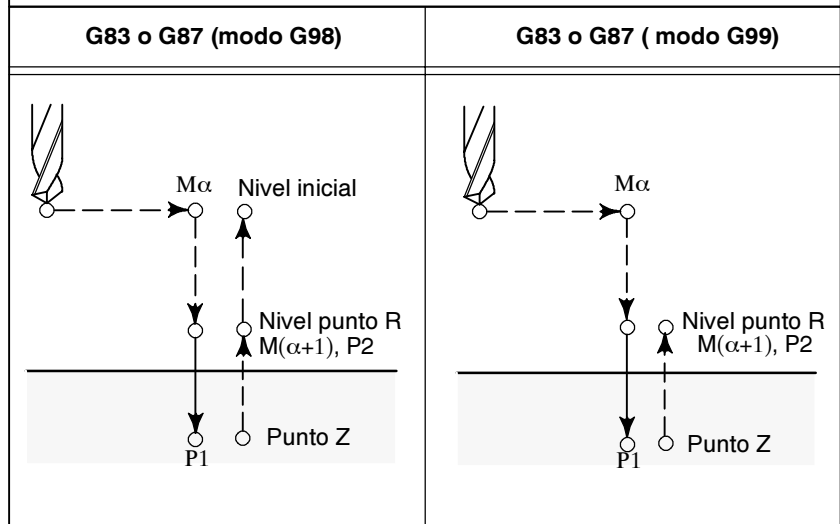 G83 o G87 (modo G98)
G83 o G87 ( modo G99)
Mα
Nivel inicial
Nivel punto R
M(α+1), P2
Punto Z
P1
Mα
Nivel punto R
M(α+1), P2
Punto Z
P1